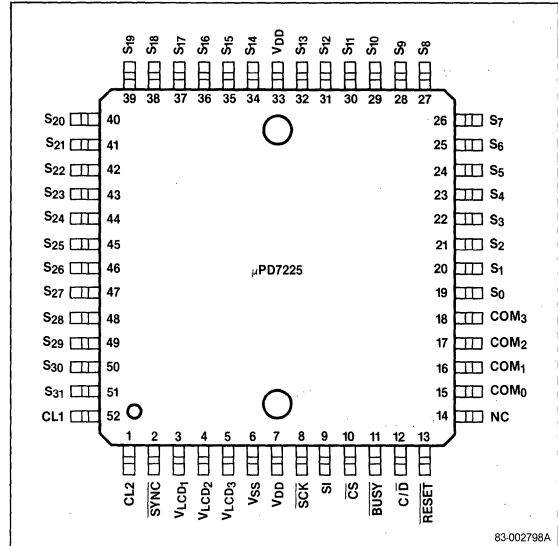 S19 S18 S17 S16 S15 S14 VDD S13 S12 S11 S10 S9 S8
39 38 37 36 35 34 33 32 31 30 29 28 27
S20 40 26 S7
S21 41 25 S6
S22 42 24 S5
S23 43 23 S4
S24 44 22 S3
S25 45 21 S2
S26 46 20 S1
μPD7225
S27 47 19 S0
S28 48 18 COM3
S29 49 17 COM2
S30 50 16 COM1
S31 51 15 COM0
CL1 52 14 NC
1 2 3 4 5 6 7 8 9 10 11 12 13
CL2 SYNC VLCD1 VLCD2 VLCD3 VSS VDD SCK SI CS BUSY C/D RESET
83-002798A